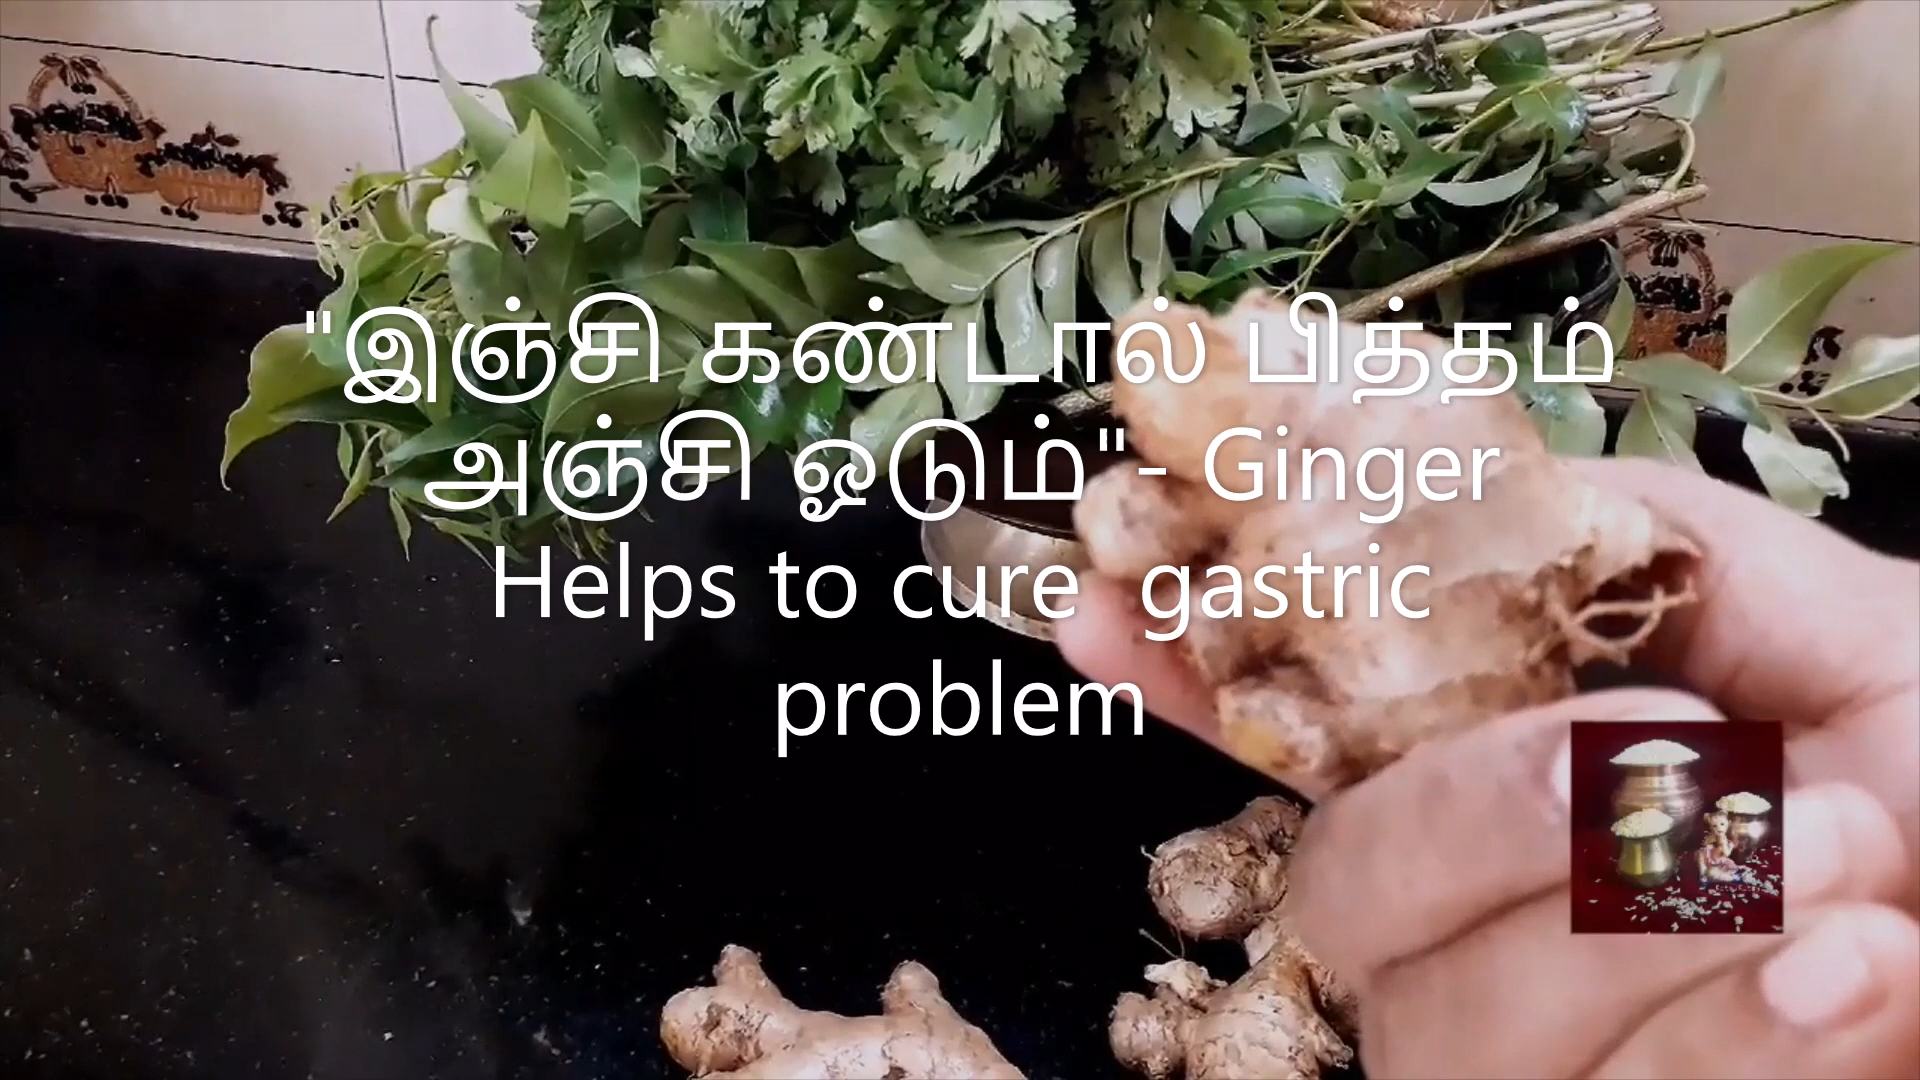 "இஞ்சி கண்டால் பித்தம்
அஞ்சி ஓடும்"- Ginger
Helps to cure  gastric
problem